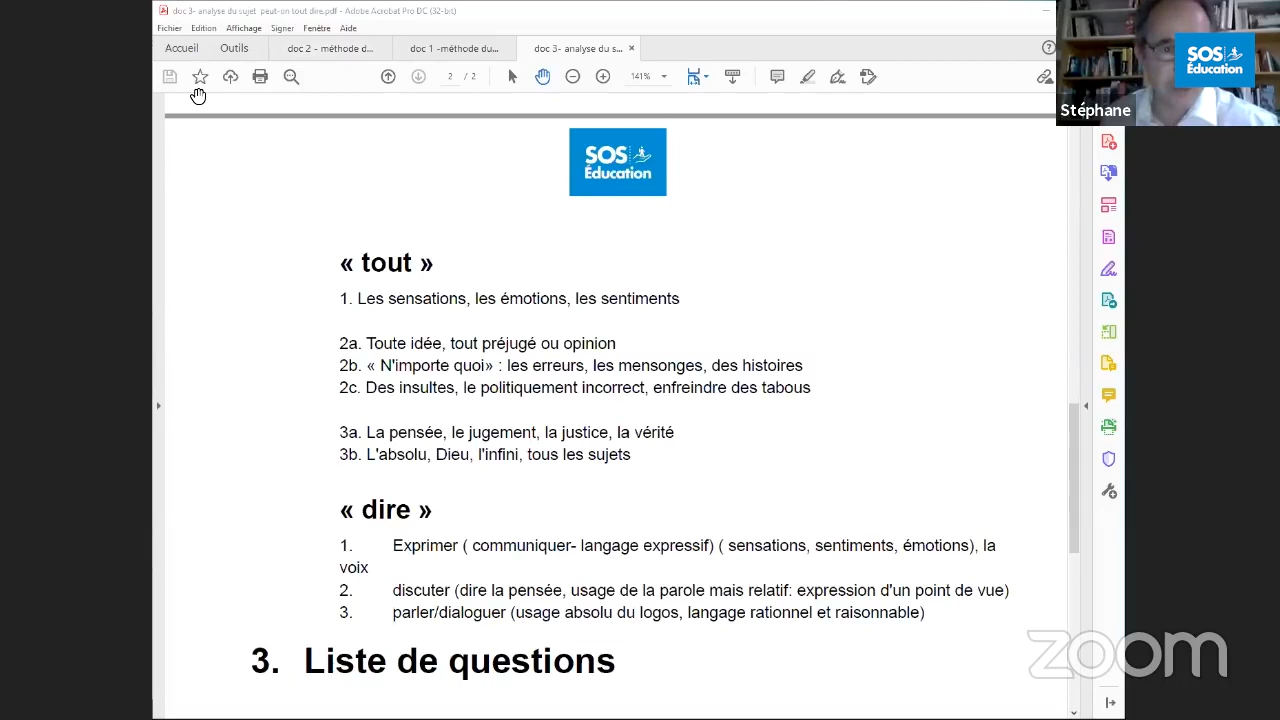 doc 3- analyse du sujet peut-on tout dire.pdf - Adobe Acrobat Pro DC (32-bit)
Fichier Edition Affichage Signer Fenêtre Aide
Accueil Outils doc 2 - méthode d... doc 1 -méthode du... doc 3- analyse du s... ×
2 / 2 141%
SOS
Éducation
Stéphane
SOS
Éducation
« tout »
1. Les sensations, les émotions, les sentiments
2a. Toute idée, tout préjugé ou opinion
2b. « N'importe quoi» : les erreurs, les mensonges, des histoires
2c. Des insultes, le politiquement incorrect, enfreindre des tabous
3a. La pensée, le jugement, la justice, la vérité
3b. L'absolu, Dieu, l'infini, tous les sujets
« dire »
1. Exprimer ( communiquer- langage expressif) ( sensations, sentiments, émotions), la
voix
2. discuter (dire la pensée, usage de la parole mais relatif: expression d'un point de vue)
3. parler/dialoguer (usage absolu du logos, langage rationnel et raisonnable)
3. Liste de questions
zoom